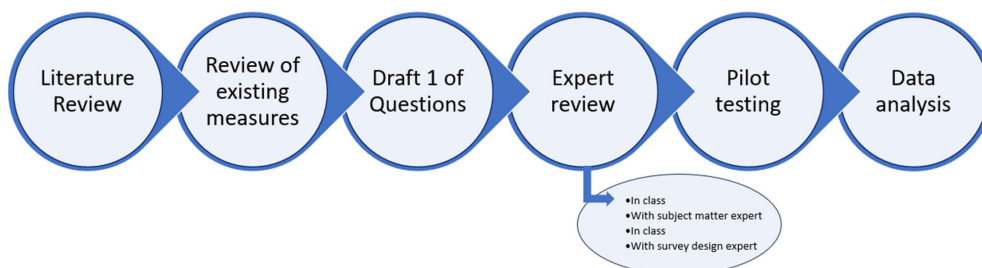 Literature
Review
Review of
existing
measures
Draft 1 of
Questions
Expert
review
Pilot
testing
Data
analysis
•In class
•With subject matter expert
•In class
•With survey design expert